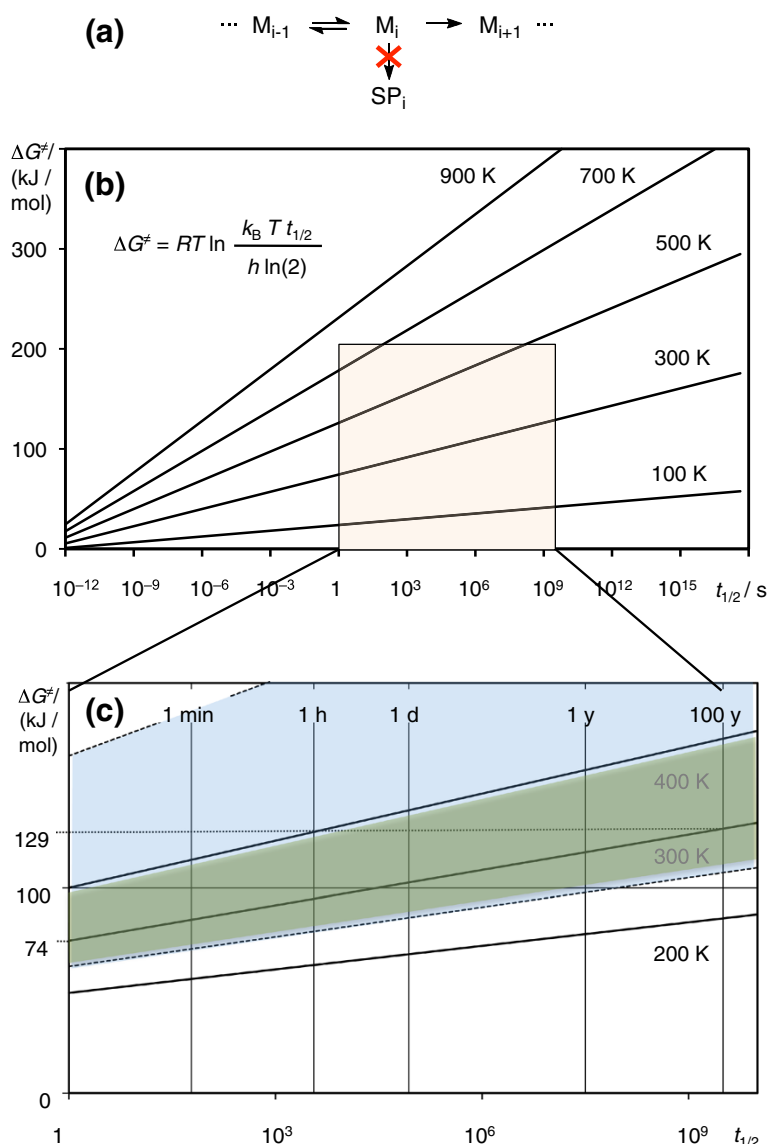 (a)
··· M_{i-1} ⇌ M_i → M_{i+1} ···
SP_i
ΔG^≠/
(kJ /
mol)
(b)
900 K
700 K
500 K
300 K
100 K
ΔG^≠ = RT ln \frac{k_B T t_{1/2}}{h ln(2)}
300
200
100
0
10^{–12} 10^{–9} 10^{–6} 10^{–3} 1 10^3 10^6 10^9 10^{12} 10^{15} t_{1/2} / s
ΔG^≠/
(kJ /
mol)
(c)
1 min 1 h 1 d 1 y 100 y
400 K
129
300 K
100
74
200 K
0
1 10^3 10^6 10^9 t_{1/2}